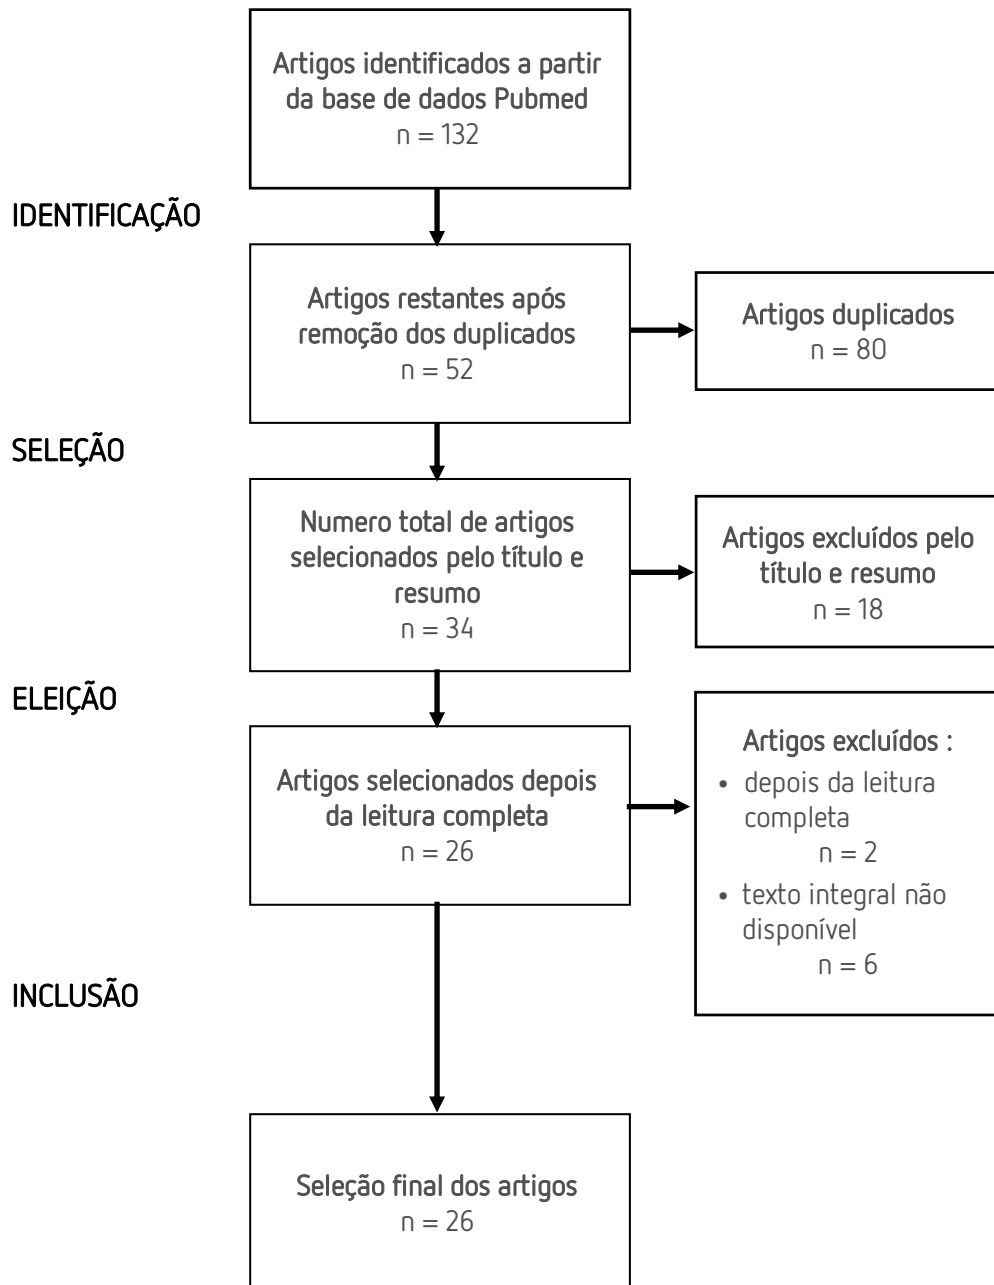 Artigos identificados a partir
da base de dados Pubmed
n = 132
IDENTIFICAÇÃO
Artigos restantes após
remoção dos duplicados
n = 52
Artigos duplicados
n = 80
SELEÇÃO
Numero total de artigos
selecionados pelo título e
resumo
n = 34
Artigos excluídos pelo
título e resumo
n = 18
ELEIÇÃO
Artigos selecionados depois
da leitura completa
n = 26
Artigos excluídos :
• depois da leitura
completa
n = 2
• texto integral não
disponível
n = 6
INCLUSÃO
Seleção final dos artigos
n = 26